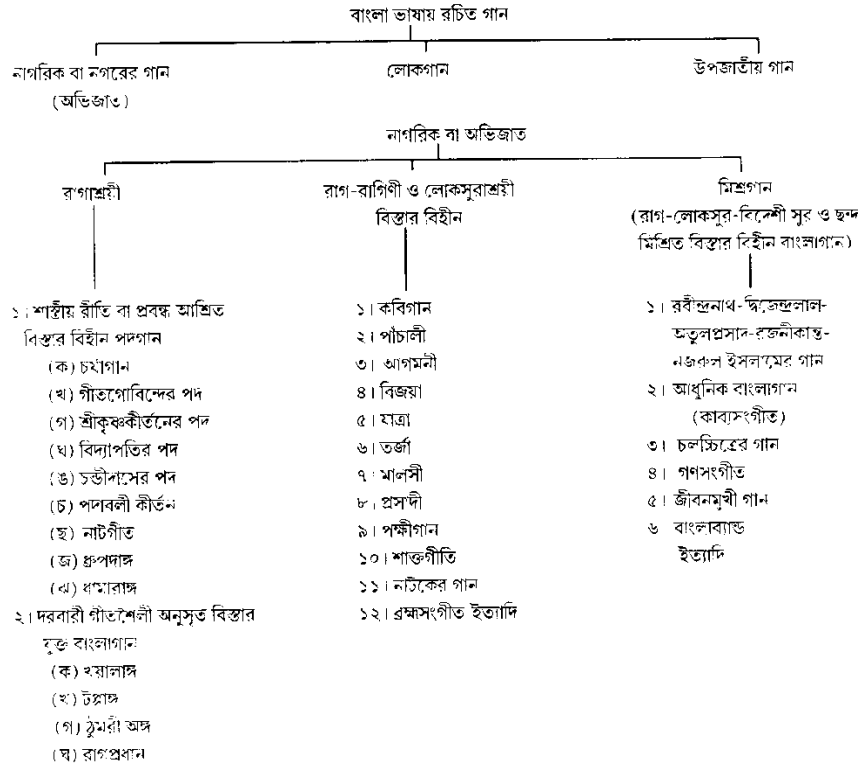 বাংলা ভাষায় রচিত গান
নাগরিক বা নগরের গান
(অভিজাত)
লোকগান
উপজাতীয় গান
নাগরিক বা অভিজাত
রাগাশ্রয়ী
১। শাস্ত্রীয় রীতি বা প্রবন্ধ আশ্রিত
বিস্তার বিহীন পদগান
(ক) চর্যাগান
(খ) গীতগোবিন্দের পদ
(গ) শ্রীকৃষ্ণকীর্তনের পদ
(ঘ) বিদ্যাপতির পদ
(ঙ) চন্ডীদাসের পদ
(চ) পদাবলী কীর্তন
(ছ) নাটগীত
(জ) ধ্রুপদাঙ্গ
(ঝ) ধামারাঙ্গ
২। দরবারী গীতশৈলী অনুসৃত বিস্তার
যুক্ত বাংলাগান
(ক) খয়ালাঙ্গ
(খ) টপ্পাঙ্গ
(গ) ঠুমরী অঙ্গ
(ঘ) রাগপ্রধান
রাগ-রাগিণী ও লোকসুরাশ্রয়ী
বিস্তার বিহীন
১। কবিগান
২। পাঁচালী
৩। আগমনী
৪। বিজয়া
৫। যাত্রা
৬। তর্জা
৭। মালসী
৮। প্রসাদী
৯। পক্ষীগান
১০। শাক্তগীতি
১১। নাটকের গান
১২। ব্রহ্মসংগীত ইত্যাদি
মিশ্রগান
(রাগ-লোকসুর-বিদেশী সুর ও ছন্দ
মিশ্রিত বিস্তার বিহীন বাংলাগান)
১। রবীন্দ্রনাথ-দ্বিজেন্দ্রলাল-
অতুলপ্রসাদ-রজনীকান্ত-
নজরুল ইসলামের গান
২। আধুনিক বাংলাগান
(কাব্যসংগীত)
৩। চলচ্চিত্রের গান
৪। গণসংগীত
৫। জীবনমুখী গান
৬ বাংলাব্যান্ড
ইত্যাদি